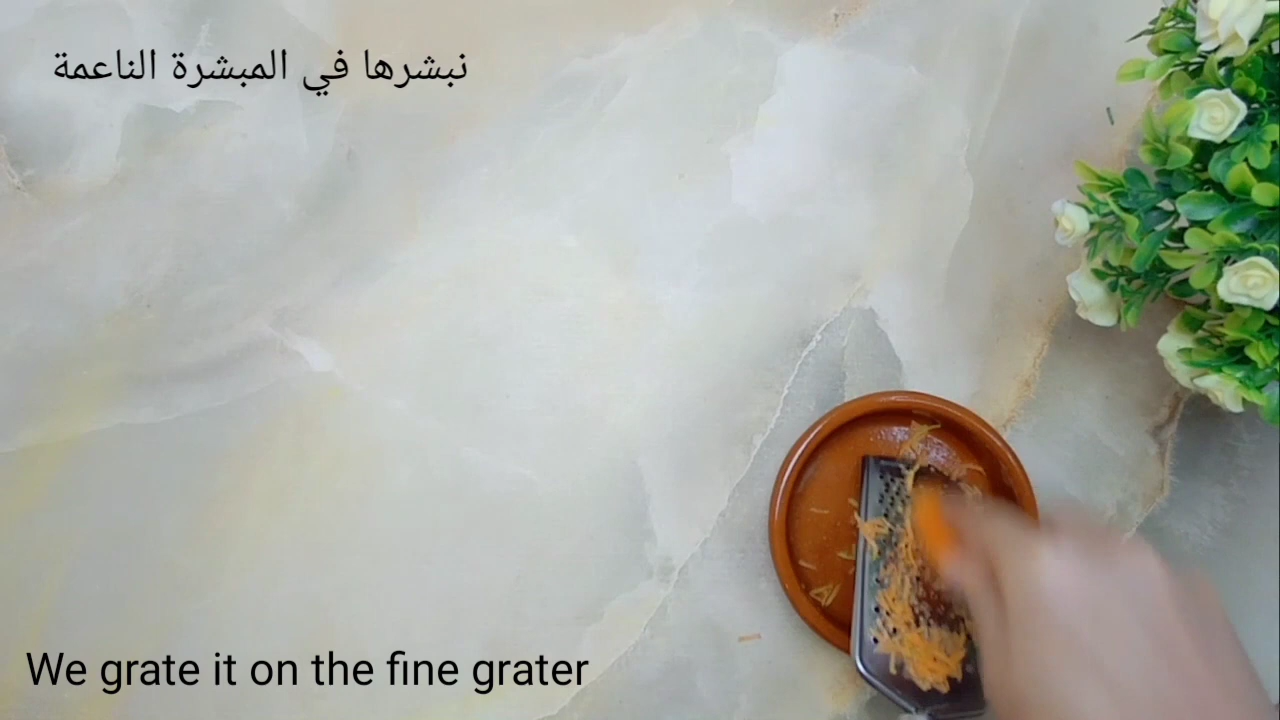 نبشرها في المبشرة الناعمة
We grate it on the fine grater